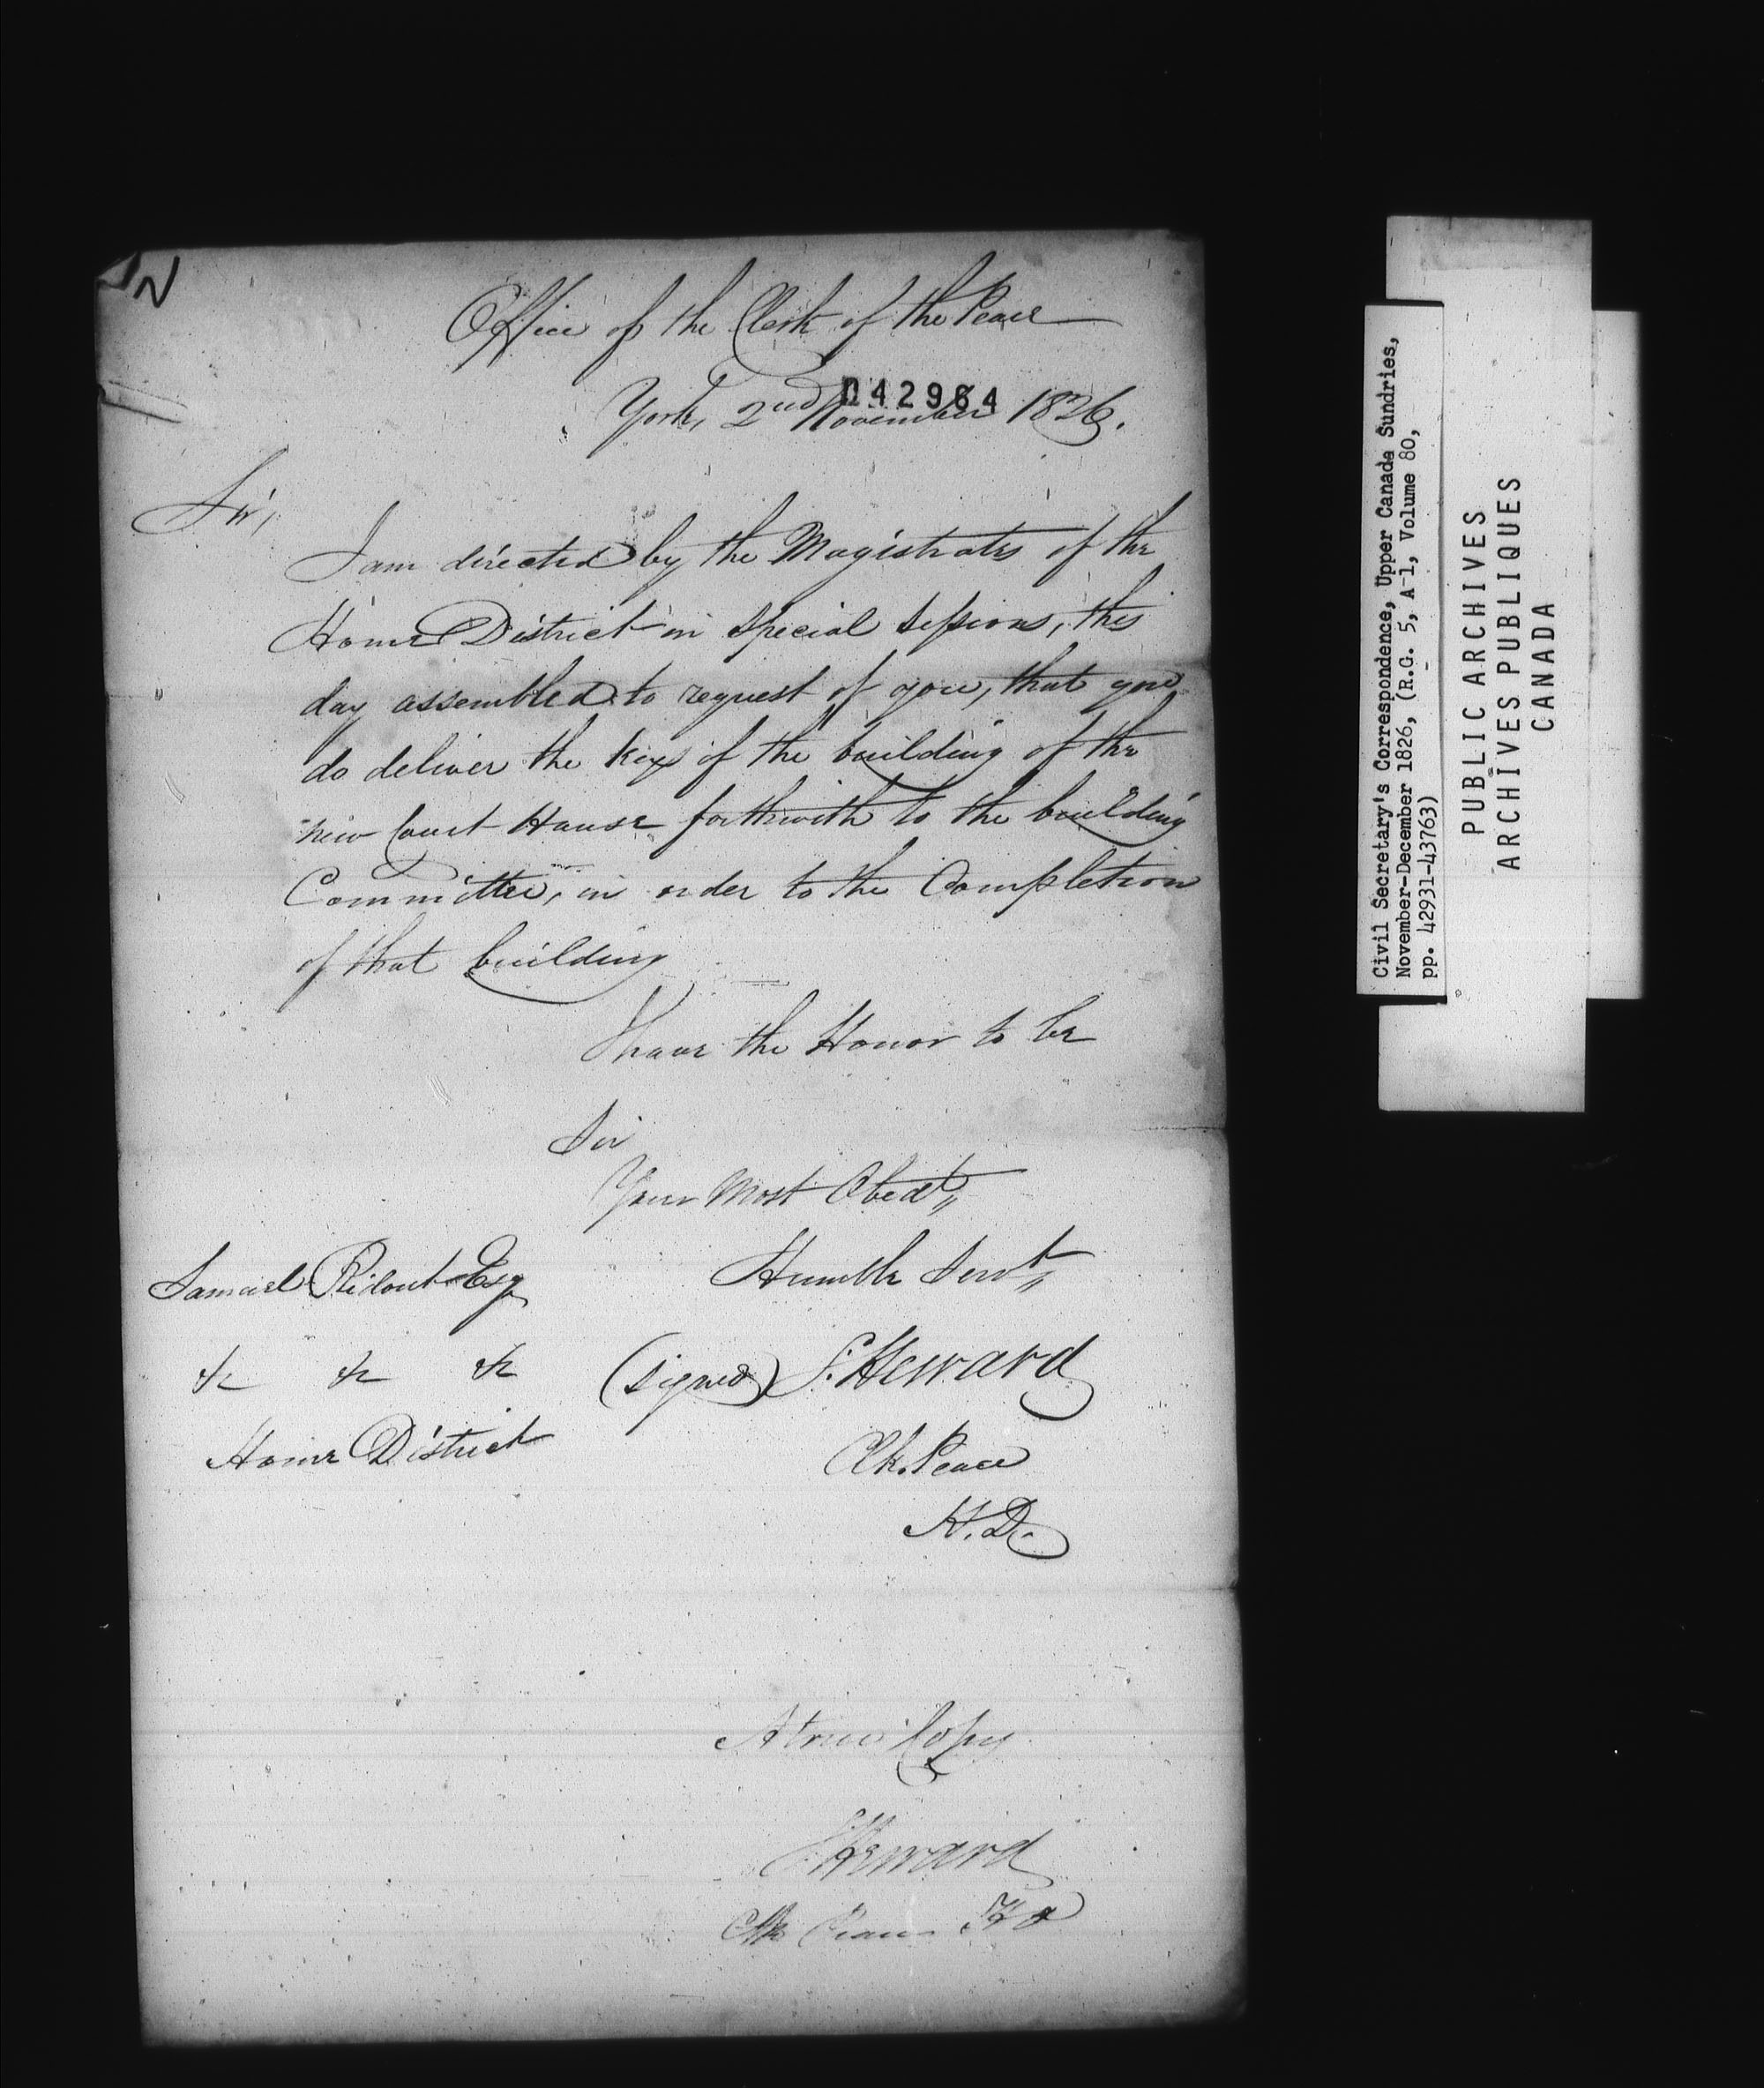 N
Office of the Clerk of the Peace
042964
York, 2nd November 1826.
Sir,
I am directed by the Magistrates of the
Home District in Special Sessions, this
day assembled to request of you, that you
do deliver the keys of the building of the
new Court House forthwith to the building
Committee, in order to the Completion
of that building
I have the Honor to be
Sir
Your Most Obedt,,
Humble Servt,,
Samuel Ridout Esq
&c &c &c
(signed) S. Heward
Home District
Clk. Peace
H. D.
A true Copy
S Heward
Clk Peace H D
Civil Secretary's Correspondence, Upper Canada Sundries,
November-December 1826, (R.G. 5, A-1, Volume 80,
pp. 42931-43763)
PUBLIC ARCHIVES
ARCHIVES PUBLIQUES
CANADA